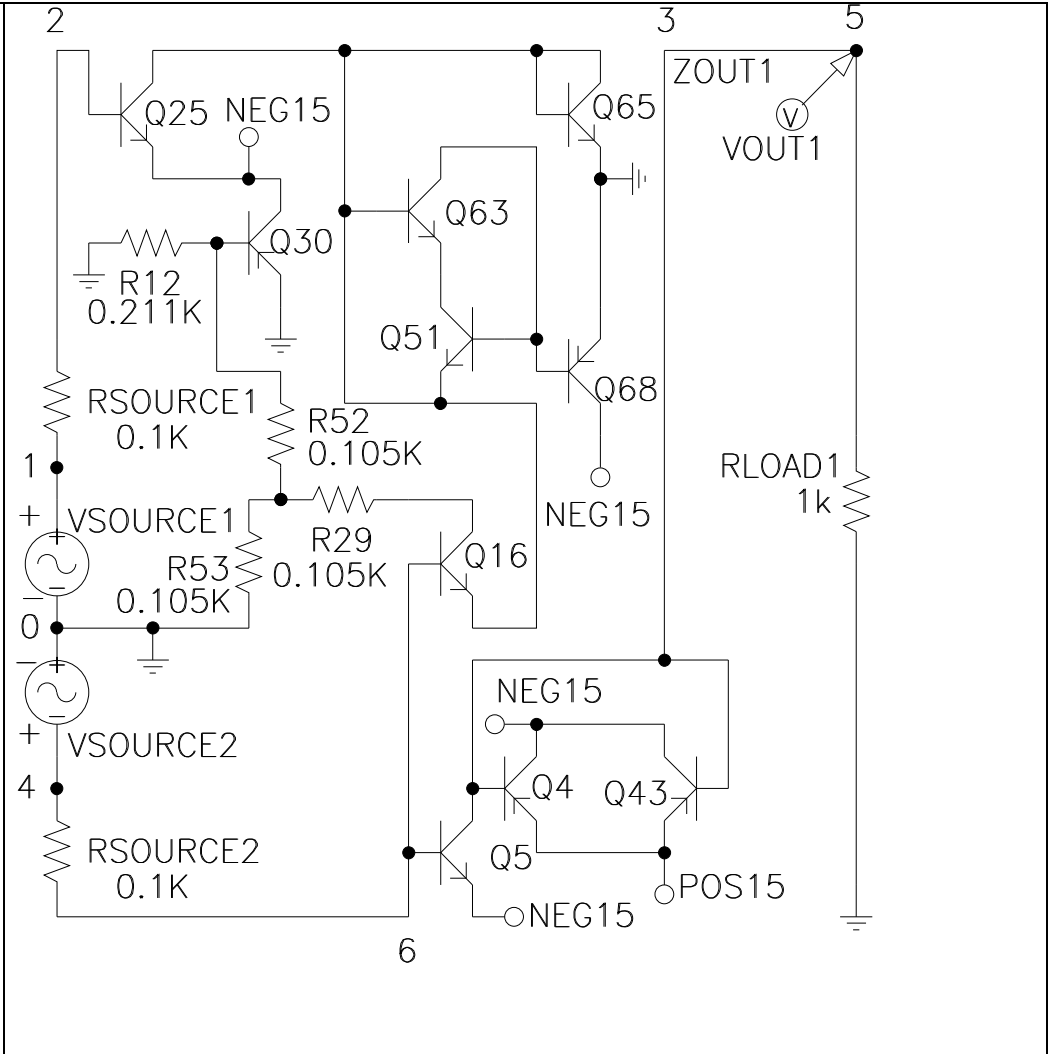 2
3
5
ZOUT1
Q25
NEG15
Q65
V
VOUT1
Q63
Q30
R12
0.211K
Q51
Q68
RSOURCE1
0.1K
R52
0.105K
1
RLOAD1
1k
NEG15
+
VSOURCE1
+
R29
0.105K
Q16
R53
0.105K
−
−
0
−
+
NEG15
−
+
VSOURCE2
4
Q4
Q43
RSOURCE2
0.1K
Q5
POS15
NEG15
6